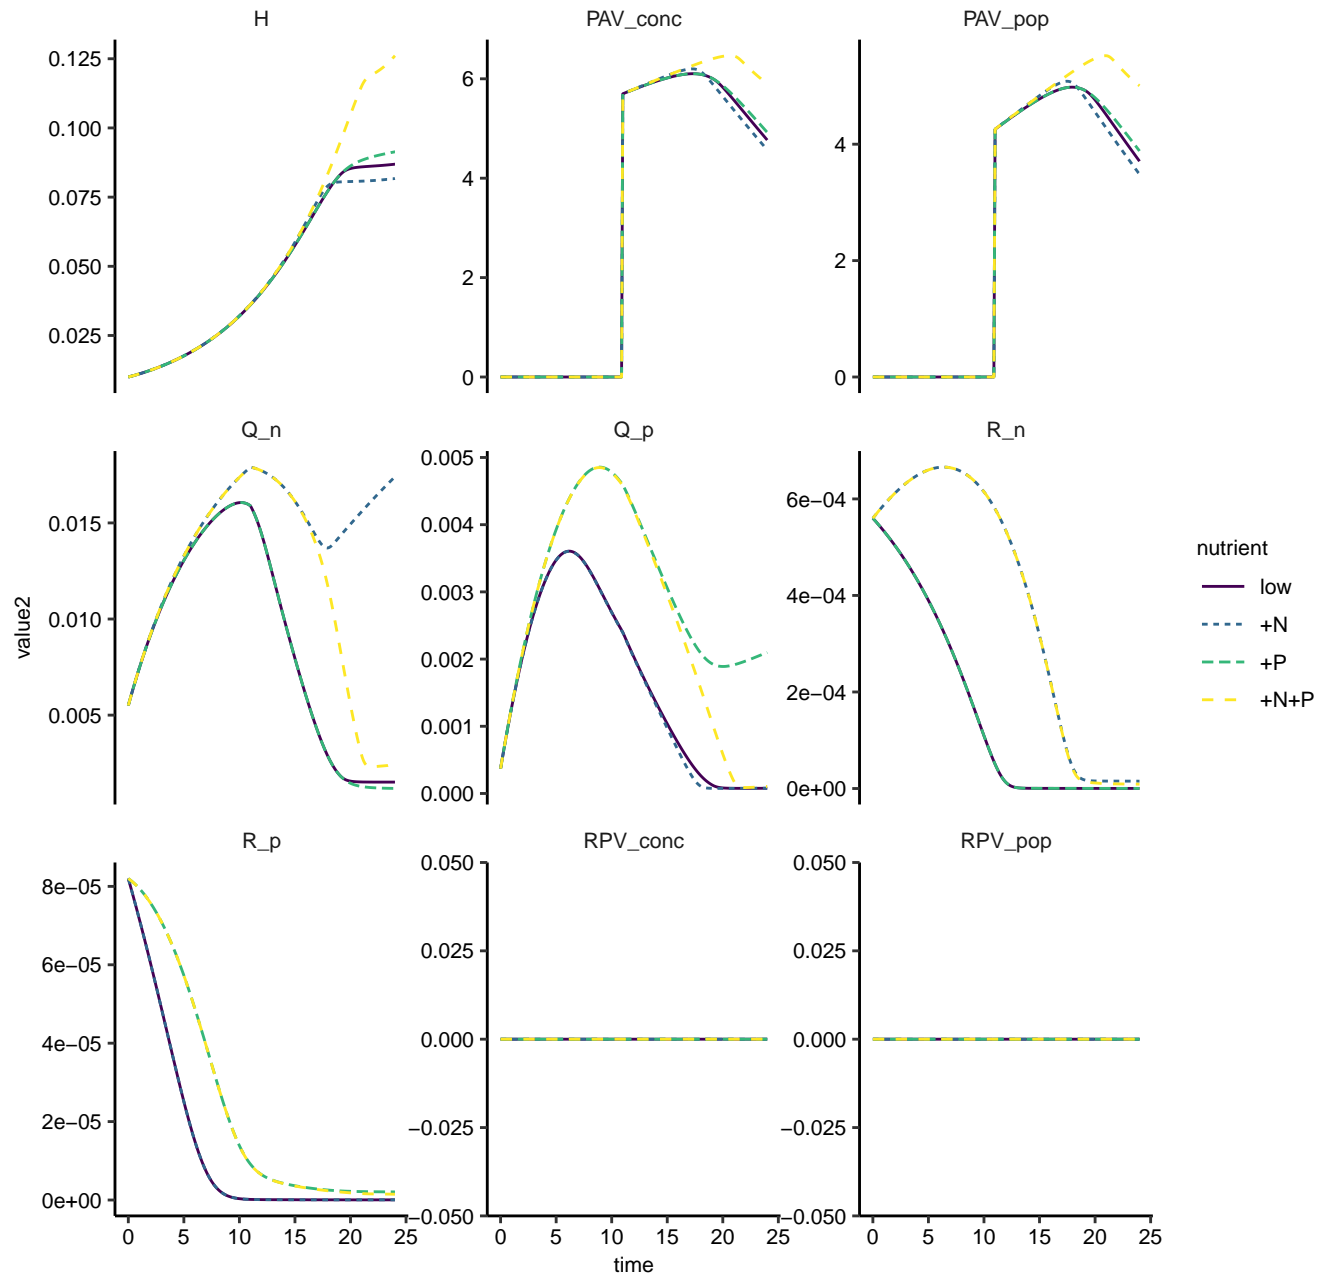 H
PAV_conc
PAV_pop
0.125
0.100
0.075
0.050
0.025
6
4
2
0
4
2
0
Q_n
Q_p
R_n
0.015
0.010
0.005
0.005
0.004
0.003
0.002
0.001
0.000
6e−04
4e−04
2e−04
0e+00
R_p
RPV_conc
RPV_pop
8e−05
6e−05
4e−05
2e−05
0e+00
0.050
0.025
0.000
−0.025
−0.050
0.050
0.025
0.000
−0.025
−0.050
0 5 10 15 20 25
0 5 10 15 20 25
0 5 10 15 20 25
time
value2
nutrient
low
+N
+P
+N+P